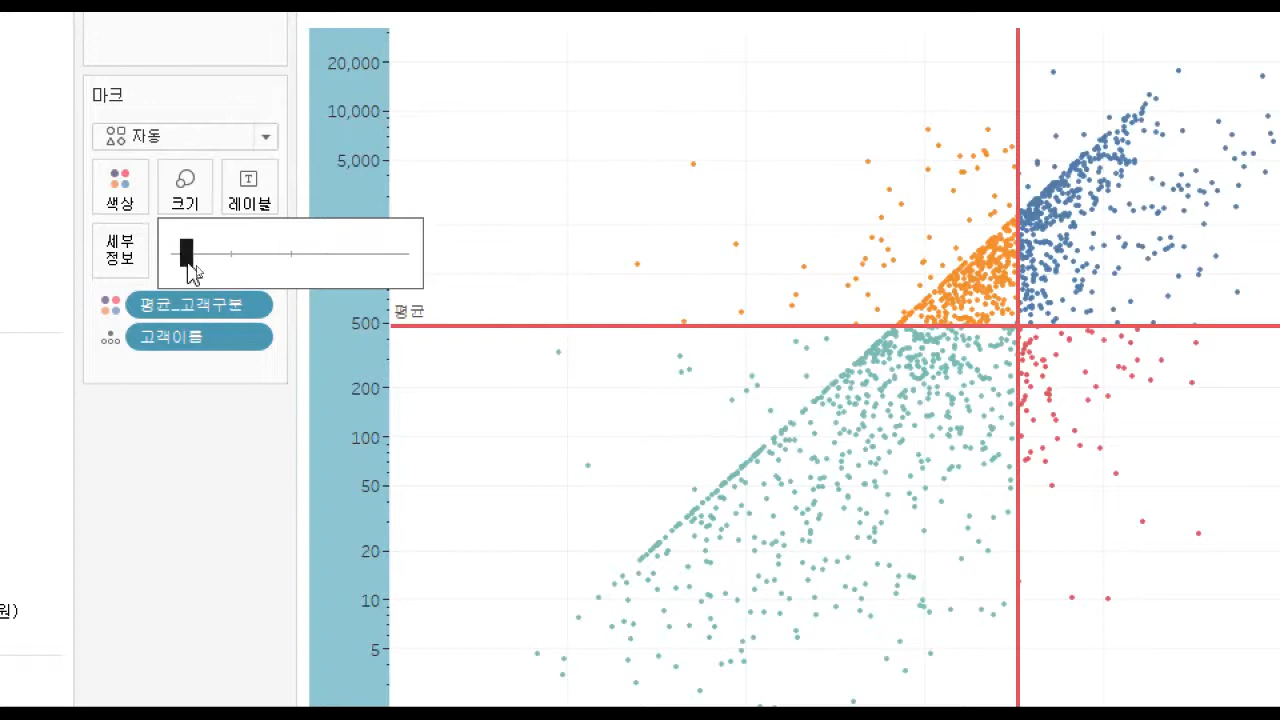 마크
자동
색상
크기
레이블
세부
정보
평균_고객구분
고객이름
원)
20,000
10,000
5,000
평균
500
200
100
50
20
10
5